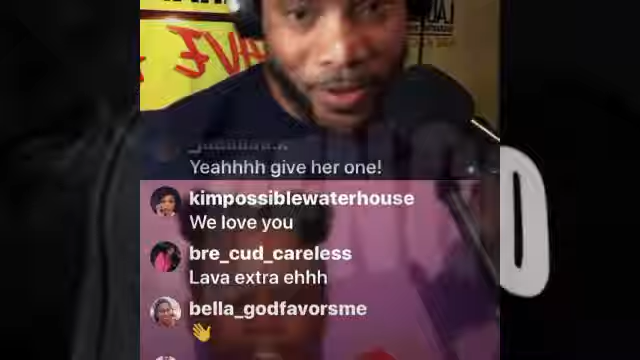 Yeahhhh give her one!
kimpossiblewaterhouse
We love you
bre_cud_careless
Lava extra ehhh
bella_godfavorsme
👋